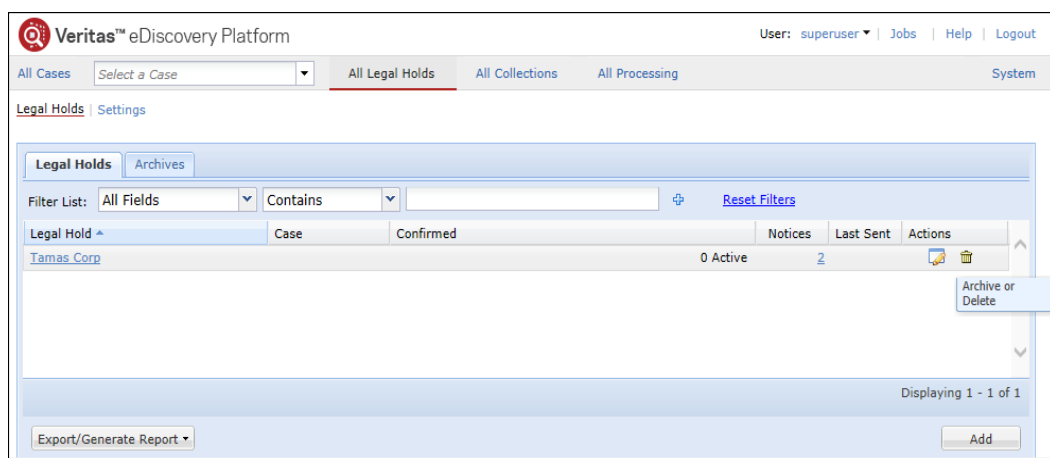 Veritas™ eDiscovery Platform
User: superuser | Jobs | Help | Logout
All Cases Select a Case All Legal Holds All Collections All Processing System
Legal Holds | Settings
Legal Holds Archives
Filter List: All Fields Contains Reset Filters
Legal Hold Case Confirmed Notices Last Sent Actions
Tamas Corp 0 Active 2
Archive or
Delete
Displaying 1 - 1 of 1
Export/Generate Report Add